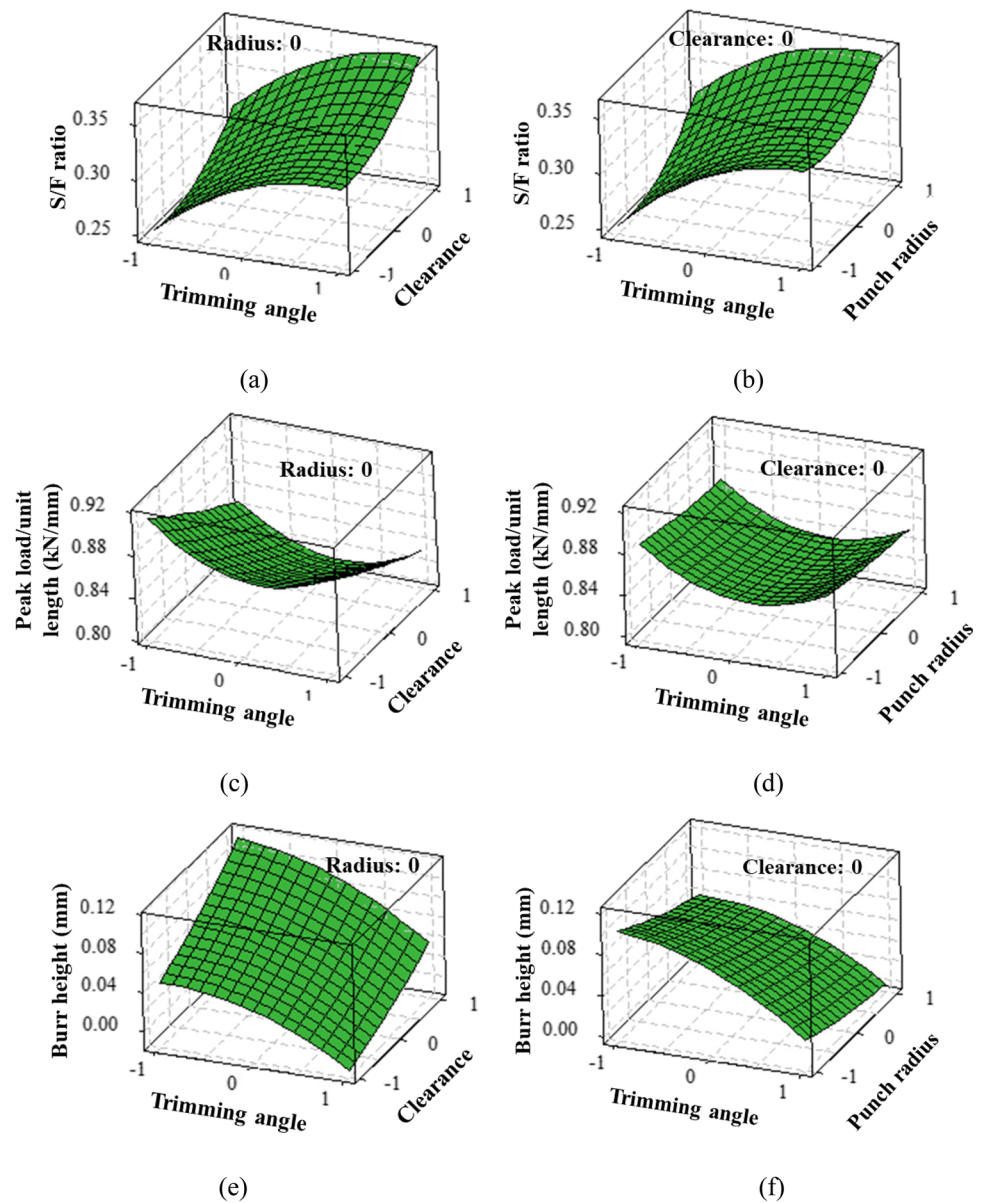 Radius: 0
S/F ratio
0.35
0.30
0.25
-1
0
1
Trimming angle
-1
0
1
Clearance
(a)
Clearance: 0
S/F ratio
0.35
0.30
0.25
-1
0
1
Trimming angle
-1
0
1
Punch radius
(b)
Radius: 0
Peak load/unit
length (kN/mm)
0.92
0.88
0.84
0.80
-1
0
1
Trimming angle
-1
0
1
Clearance
(c)
Clearance: 0
Peak load/unit
length (kN/mm)
0.92
0.88
0.84
0.80
-1
0
1
Trimming angle
-1
0
1
Punch radius
(d)
Radius: 0
Burr height (mm)
0.12
0.08
0.04
0.00
-1
0
1
Trimming angle
-1
0
1
Clearance
(e)
Clearance: 0
Burr height (mm)
0.12
0.08
0.04
0.00
-1
0
1
Trimming angle
-1
0
1
Punch radius
(f)